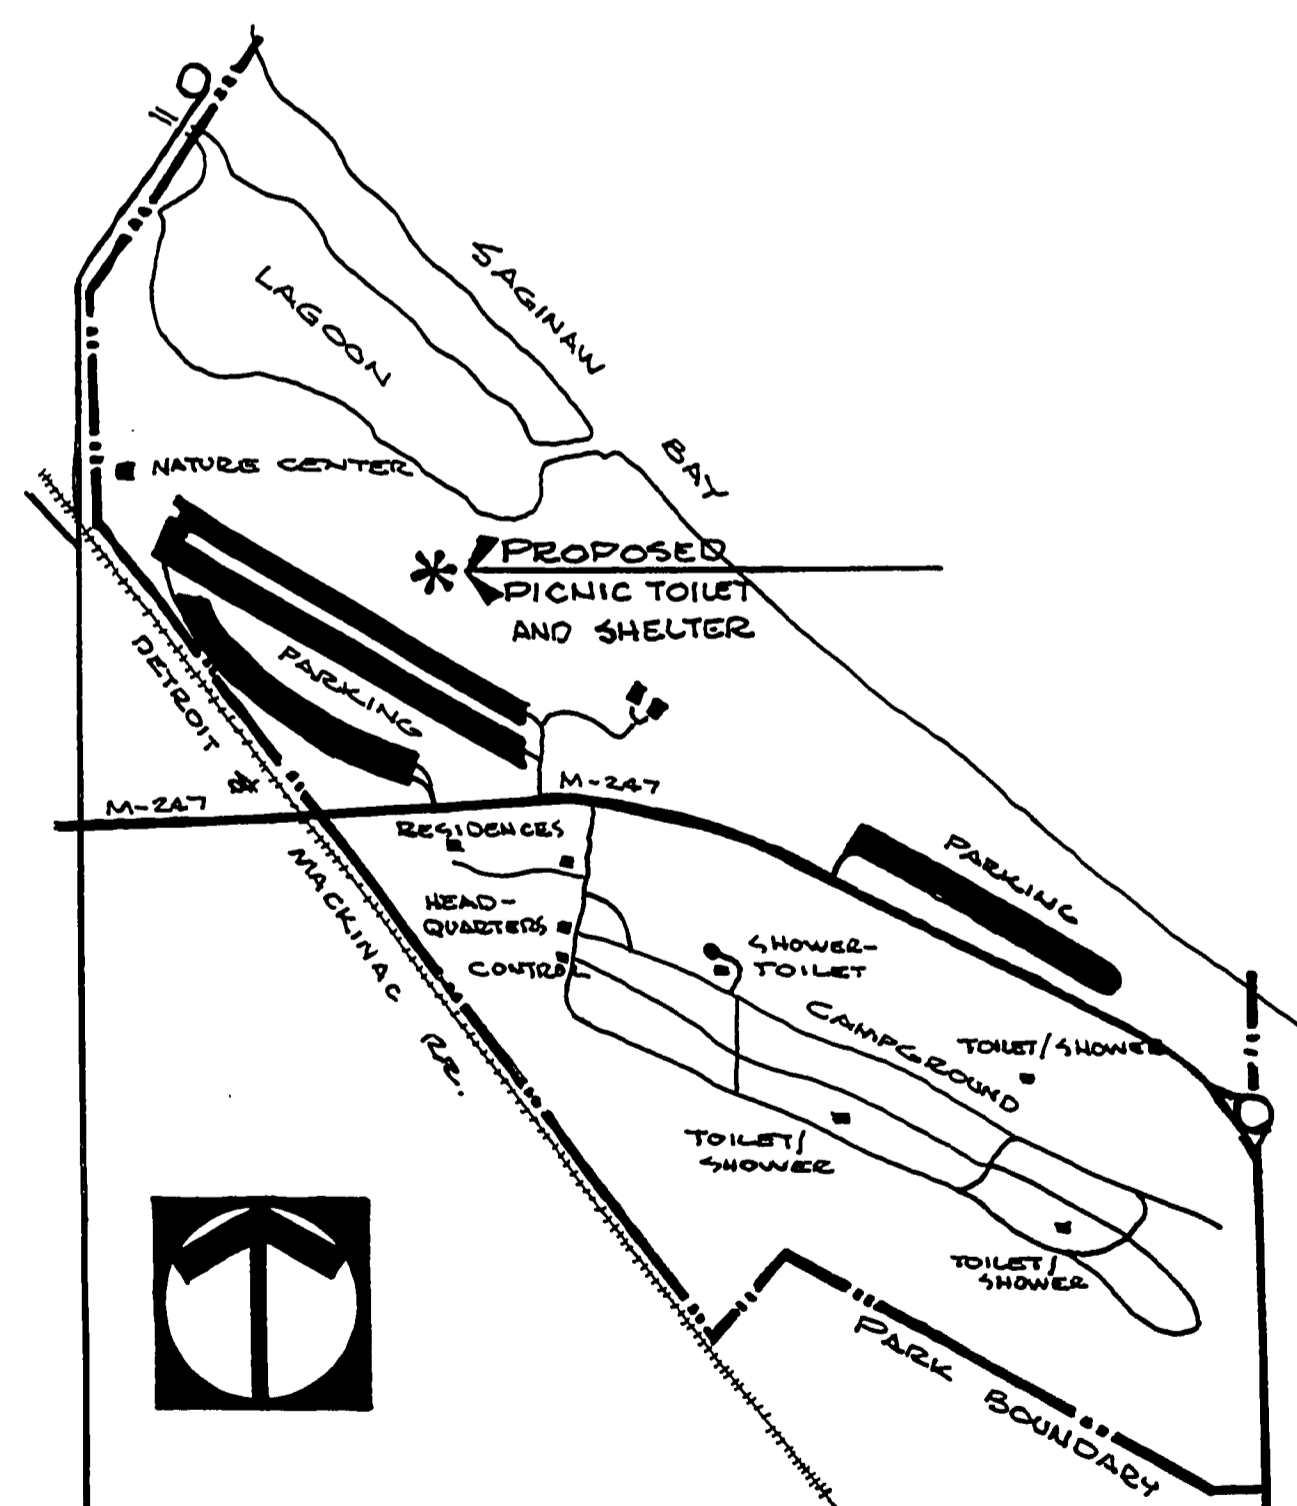 SAGINAW
BAY
LAGOON
NATURE CENTER
PROPOSED
PICNIC TOILET
AND SHELTER
PARKING
DETROIT
&
MACKINAC
RR.
M-247
M-247
RESIDENCES
HEAD-
QUARTERS
CONTROL
PARKING
SHOWER-
TOILET
CAMPGROUND
TOILET/SHOWER
TOILET/
SHOWER
TOILET/
SHOWER
PARK BOUNDARY